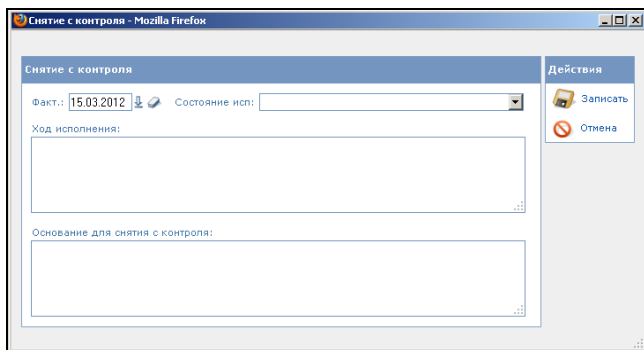 Снятие с контроля - Mozilla Firefox
Снятие с контроля
Действия
Факт.: 15.03.2012 Состояние исп:
Записать
Ход исполнения:
Отмена
Основание для снятия с контроля: